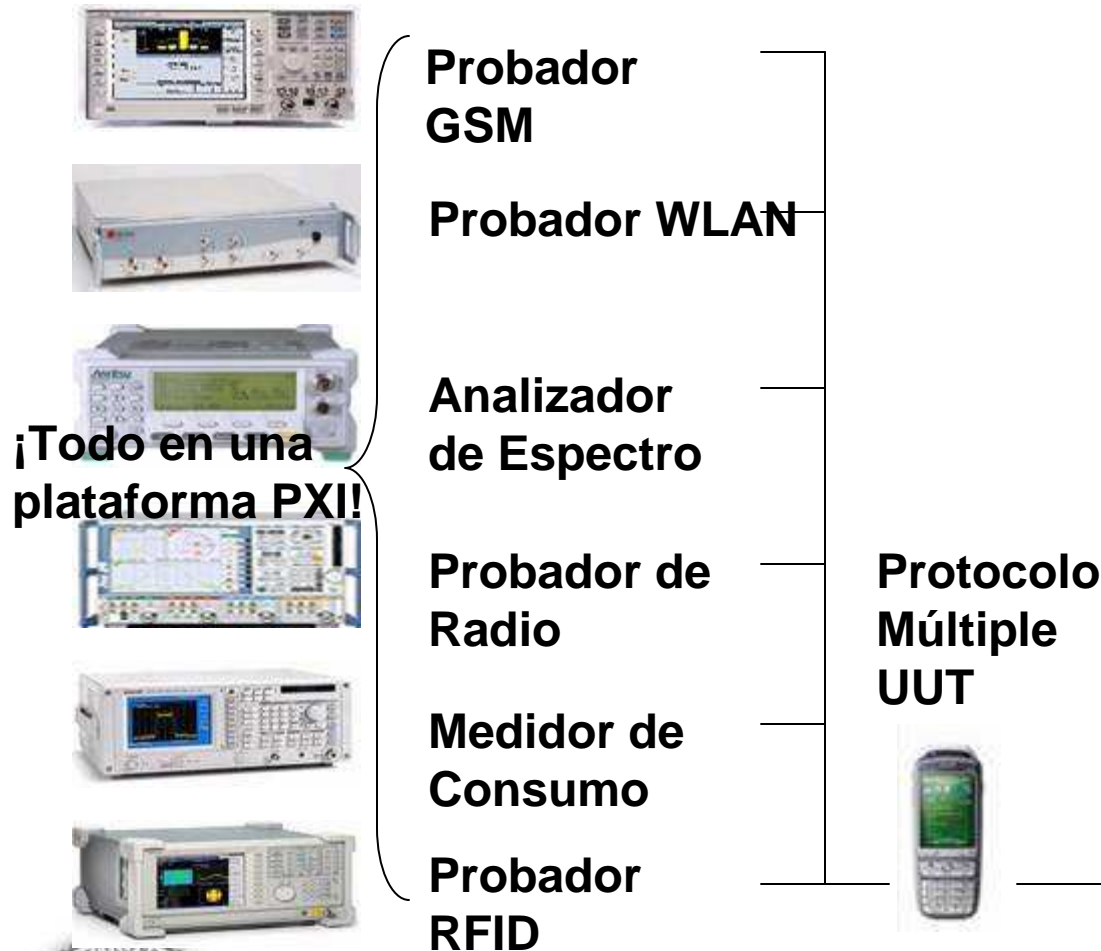 Probador
GSM
Probador WLAN
Anritsu
Analizador
de Espectro
¡Todo en una
plataforma PXI!
Probador de
Radio
Protocolo
Múltiple
UUT
Medidor de
Consumo
Probador
RFID